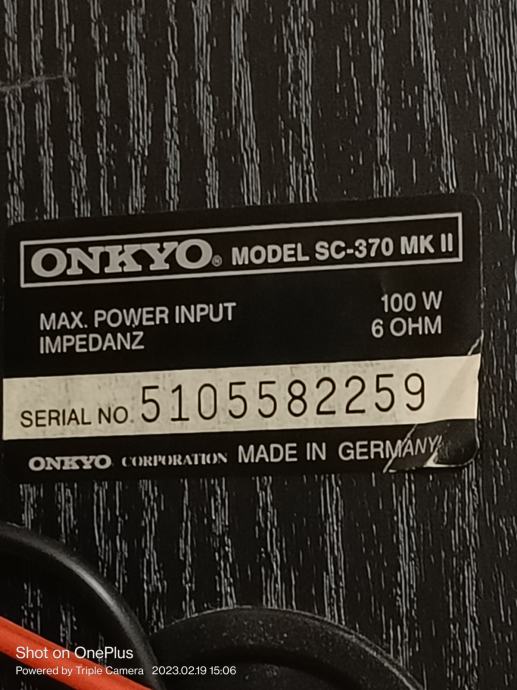 ONKYO® MODEL SC-370 MK II
MAX. POWER INPUT 100 W
IMPEDANZ 6 OHM
SERIAL NO. 5105582259
ONKYO CORPORATION MADE IN GERMANY
Shot on OnePlus
Powered by Triple Camera 2023.02.19 15:06